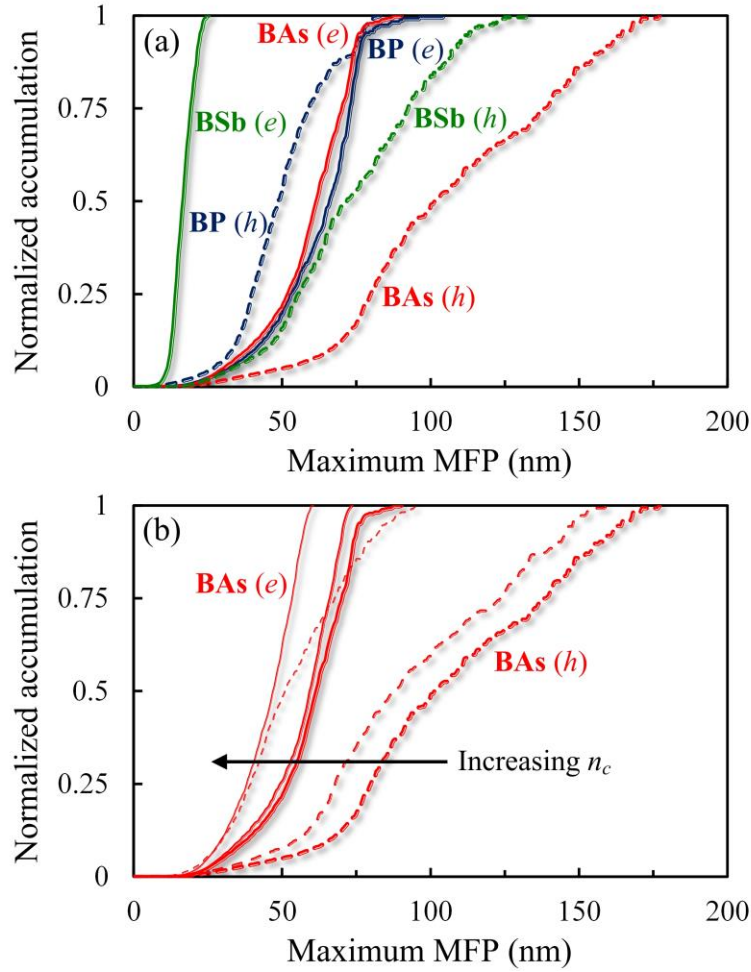 (a)
1
0.75
0.5
0.25
0
Normalized accumulation
BAs (e)
BP (e)
BSb (e)
BSb (h)
BP (h)
BAs (h)
0 50 100 150 200
Maximum MFP (nm)
(b)
1
0.75
0.5
0.25
0
Normalized accumulation
BAs (e)
BAs (h)
Increasing n_c
0 50 100 150 200
Maximum MFP (nm)